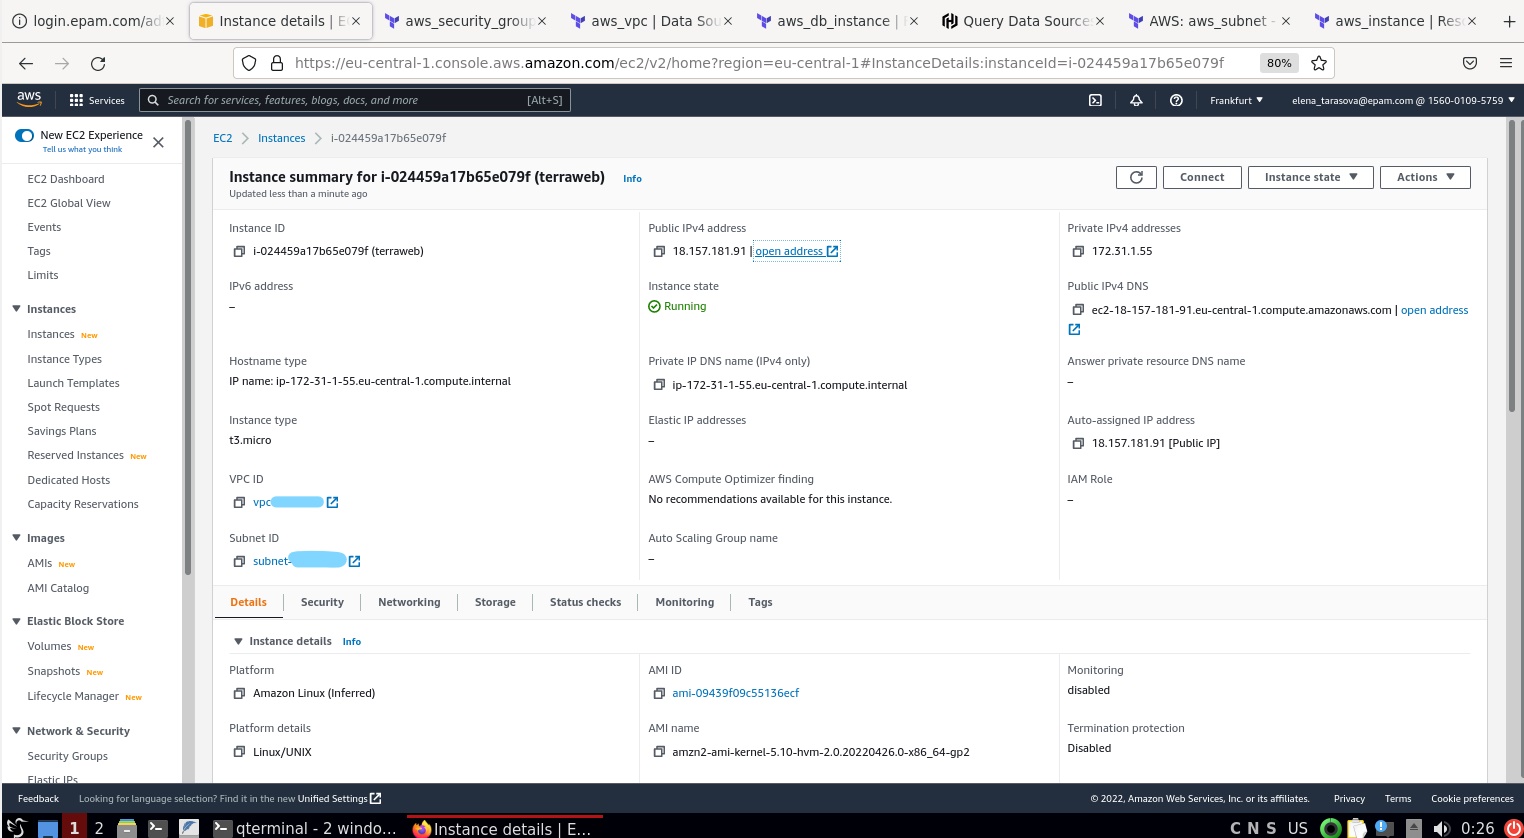 login.epam.com/ad
Instance details | E
aws_security_group
aws_vpc | Data Sou
aws_db_instance |
Query Data Source
AWS: aws_subnet -
aws_instance | Res
https://eu-central-1.console.aws.amazon.com/ec2/v2/home?region=eu-central-1#InstanceDetails:instanceId=i-024459a17b65e079f
80%
aws
Services
Search for services, features, blogs, docs, and more
[Alt+S]
Frankfurt
elena_tarasova@epam.com @ 1560-0109-5759
New EC2 Experience
Tell us what you think
EC2 Dashboard
EC2 Global View
Events
Tags
Limits
Instances
Instances New
Instance Types
Launch Templates
Spot Requests
Savings Plans
Reserved Instances New
Dedicated Hosts
Capacity Reservations
Images
AMIs New
AMI Catalog
Elastic Block Store
Volumes New
Snapshots New
Lifecycle Manager New
Network & Security
Security Groups
Elastic IPs
EC2
Instances
i-024459a17b65e079f
Instance summary for i-024459a17b65e079f (terraweb) Info
Updated less than a minute ago
Connect
Instance state
Actions
Instance ID
i-024459a17b65e079f (terraweb)
Public IPv4 address
18.157.181.91 | open address
Private IPv4 addresses
172.31.1.55
IPv6 address
–
Instance state
Running
Public IPv4 DNS
ec2-18-157-181-91.eu-central-1.compute.amazonaws.com | open address
Hostname type
IP name: ip-172-31-1-55.eu-central-1.compute.internal
Private IP DNS name (IPv4 only)
ip-172-31-1-55.eu-central-1.compute.internal
Answer private resource DNS name
–
Instance type
t3.micro
Elastic IP addresses
–
Auto-assigned IP address
18.157.181.91 [Public IP]
VPC ID
vpc
AWS Compute Optimizer finding
No recommendations available for this instance.
IAM Role
–
Subnet ID
subnet-
Auto Scaling Group name
–
Details
Security
Networking
Storage
Status checks
Monitoring
Tags
Instance details Info
Platform
Amazon Linux (Inferred)
AMI ID
ami-09439f09c55136ecf
Monitoring
disabled
Platform details
Linux/UNIX
AMI name
amzn2-ami-kernel-5.10-hvm-2.0.20220426.0-x86_64-gp2
Termination protection
Disabled
Feedback
Looking for language selection? Find it in the new Unified Settings
© 2022, Amazon Web Services, Inc. or its affiliates.
Privacy
Terms
Cookie preferences
1
2
qterminal - 2 windo...
Instance details | E...
C N S
US
0:26